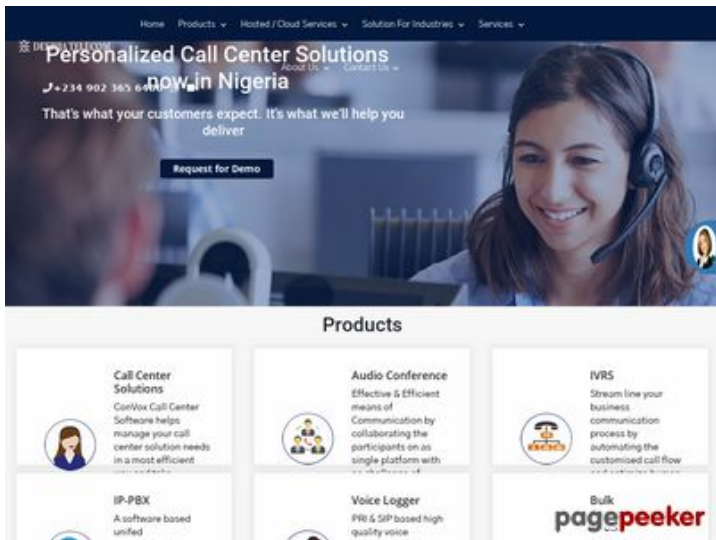 Home Products Hosted / Cloud Services Solution For Industries Services
Personalized Call Center Solutions
About Us Contact Us
now in Nigeria
+234 902 365
That's what your customers expect. It's what we'll help you
deliver
Request for Demo
Products
Call Center
Solutions
ConVox Call Center
Software helps
manage your call
center solution needs
in a most efficient
Audio Conference
Effective & Efficient
means of
Communication by
collaborating the
participants on as
single platform with
IVRS
Stream line your
business
communication
process by
automating the
customised call flow
IP-PBX
A software based
unifed
Voice Logger
PRI & SIP based high
quality voice
Bulk
pagepeeker